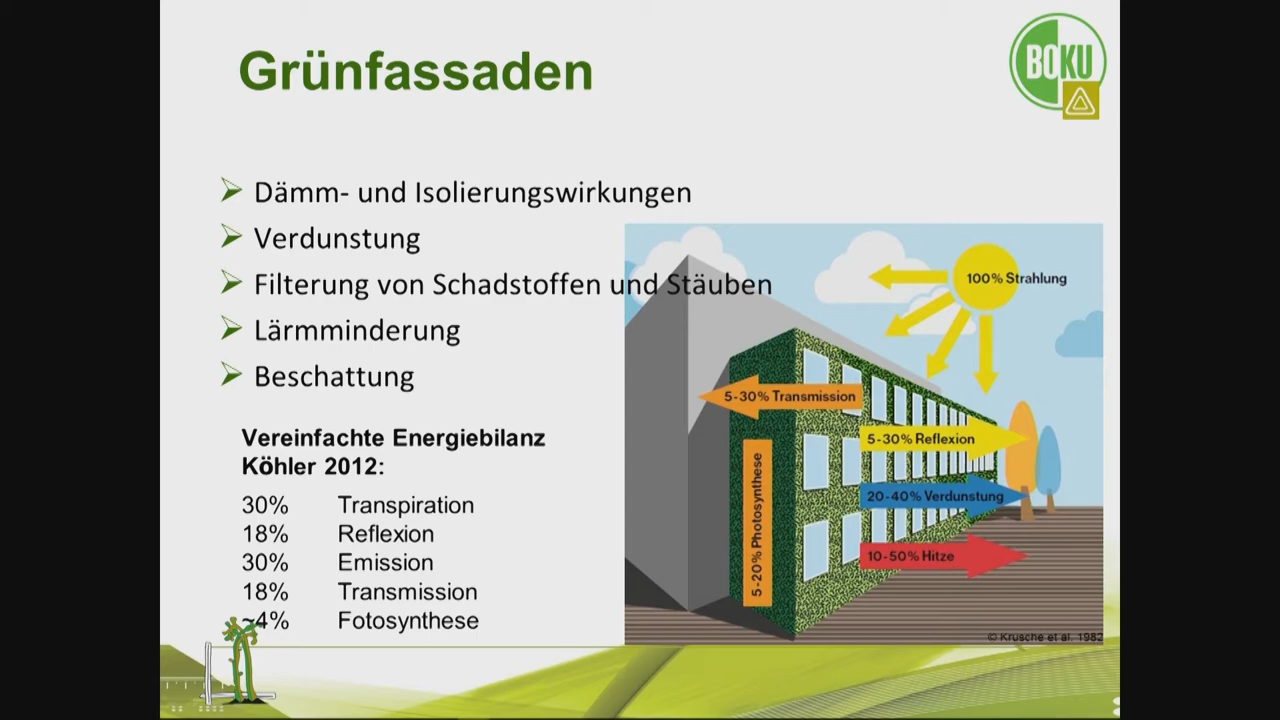 Grünfassaden
BOKU
Dämm- und Isolierungswirkungen
Verdunstung
Filterung von Schadstoffen und Stäuben
Lärmminderung
Beschattung
Vereinfachte Energiebilanz
Köhler 2012:
30% Transpiration
18% Reflexion
30% Emission
18% Transmission
~4% Fotosynthese
100% Strahlung
5-30% Transmission
5-30% Reflexion
5-20% Photosynthese
20-40% Verdunstung
10-50% Hitze
© Krusche et al. 1982